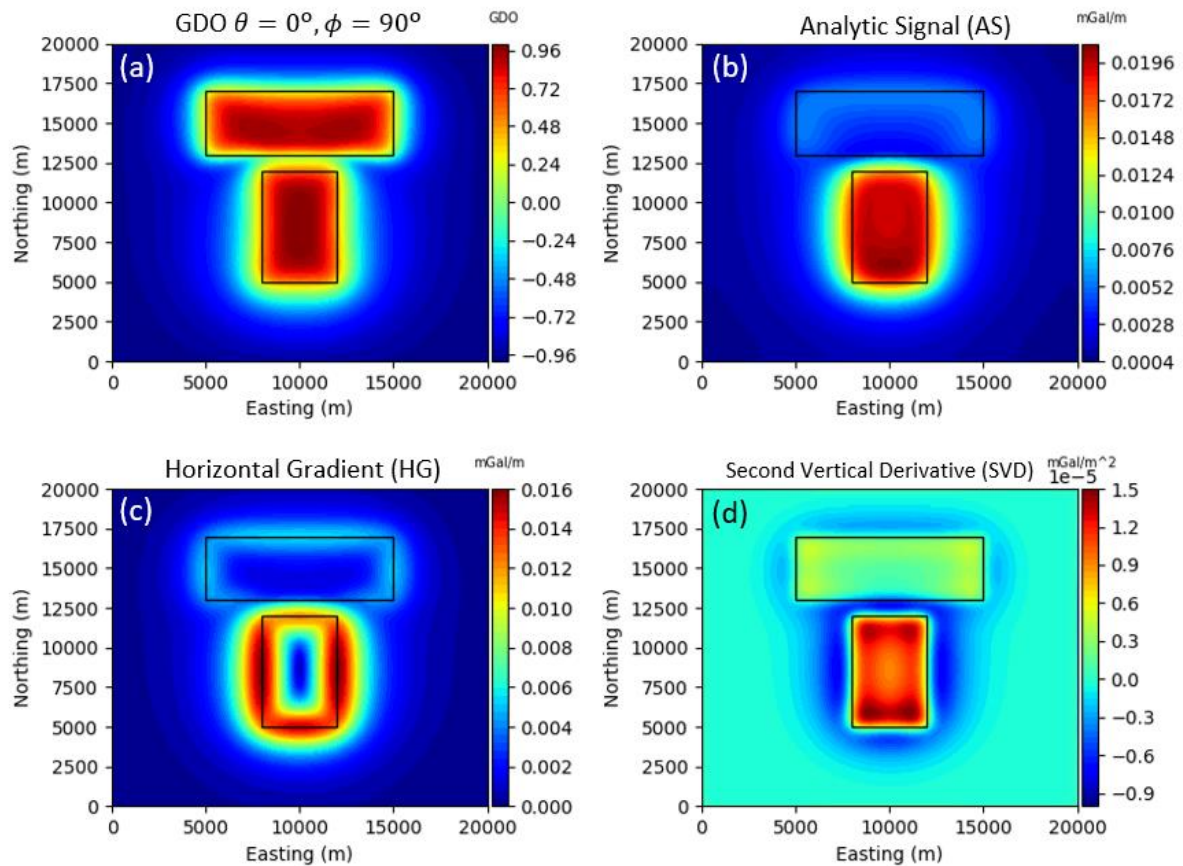 GDO θ = 0º, ϕ = 90º
GDO
(a)
20000
17500
15000
12500
10000
7500
5000
2500
0
Northing (m)
0 5000 10000 15000 20000
Easting (m)
0.96
0.72
0.48
0.24
0.00
−0.24
−0.48
−0.72
−0.96
Analytic Signal (AS)
mGal/m
(b)
20000
17500
15000
12500
10000
7500
5000
2500
0
Northing (m)
0 5000 10000 15000 20000
Easting (m)
0.0196
0.0172
0.0148
0.0124
0.0100
0.0076
0.0052
0.0028
0.0004
Horizontal Gradient (HG)
mGal/m
(c)
20000
17500
15000
12500
10000
7500
5000
2500
0
Northing (m)
0 5000 10000 15000 20000
Easting (m)
0.016
0.014
0.012
0.010
0.008
0.006
0.004
0.002
0.000
Second Vertical Derivative (SVD)
mGal/m^2
1e−5
(d)
20000
17500
15000
12500
10000
7500
5000
2500
0
Northing (m)
0 5000 10000 15000 20000
Easting (m)
1.5
1.2
0.9
0.6
0.3
0.0
−0.3
−0.6
−0.9